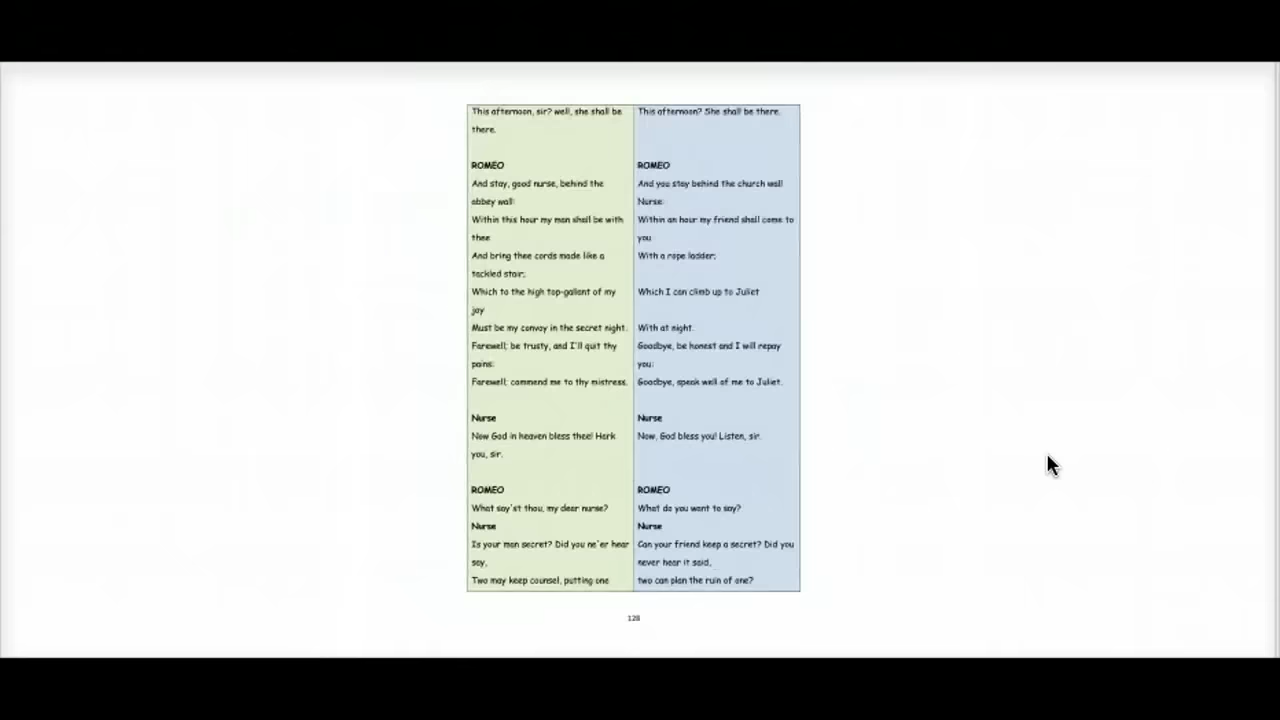 This afternoon, sir? well, she shall be
there.
ROMEO
And stay, good nurse, behind the
abbey wall:
Within this hour my man shall be with
thee
And bring thee cords made like a
tackled stair;
Which to the high top-gallant of my
joy
Must be my convoy in the secret night.
Farewell; be trusty, and I'll quit thy
pains:
Farewell; commend me to thy mistress.
Nurse
Now God in heaven bless thee! Hark
you, sir.
ROMEO
What say'st thou, my dear nurse?
Nurse
Is your man secret? Did you ne'er hear
say,
Two may keep counsel, putting one
This afternoon? She shall be there.
ROMEO
And you stay behind the church wall
Nurse:
Within an hour my friend shall come to
you
With a rope ladder;
Which I can climb up to Juliet
With at night.
Goodbye, be honest and I will repay
you:
Goodbye, speak well of me to Juliet.
Nurse
Now, God bless you! Listen, sir.
ROMEO
What do you want to say?
Nurse
Can your friend keep a secret? Did you
never hear it said,
two can plan the ruin of one?
128